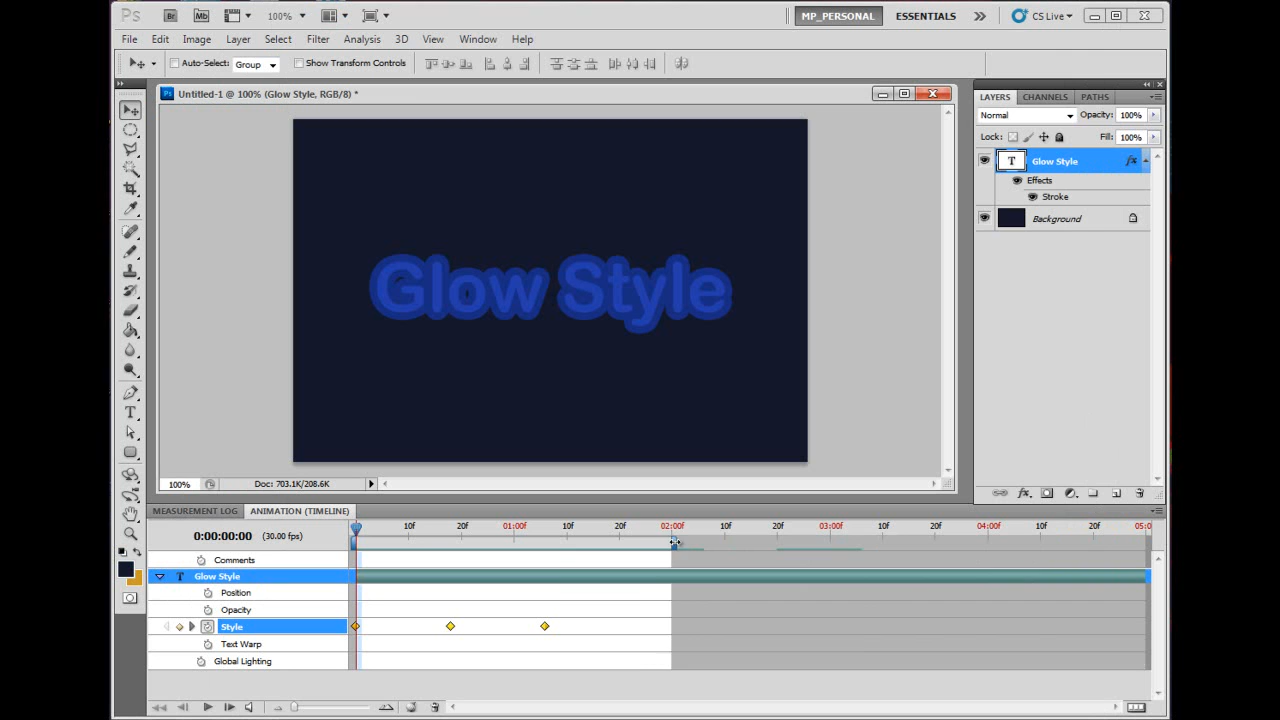 Ps Br Mb 100% MP_PERSONAL ESSENTIALS CS Live
File Edit Image Layer Select Filter Analysis 3D View Window Help
Auto-Select: Group Show Transform Controls
Untitled-1 @ 100% (Glow Style, RGB/8) *
Glow Style
100% Doc: 703.1K/208.6K
LAYERS CHANNELS PATHS
Normal Opacity: 100%
Lock: Fill: 100%
T Glow Style fx
Effects
Stroke
Background
MEASUREMENT LOG ANIMATION (TIMELINE)
0:00:00:00 (30.00 fps) 10f 20f 01:00f 10f 20f 02:00f 10f 20f 03:00f 10f 20f 04:00f 10f 20f 05:0
Comments
T Glow Style
Position
Opacity
Style
Text Warp
Global Lighting